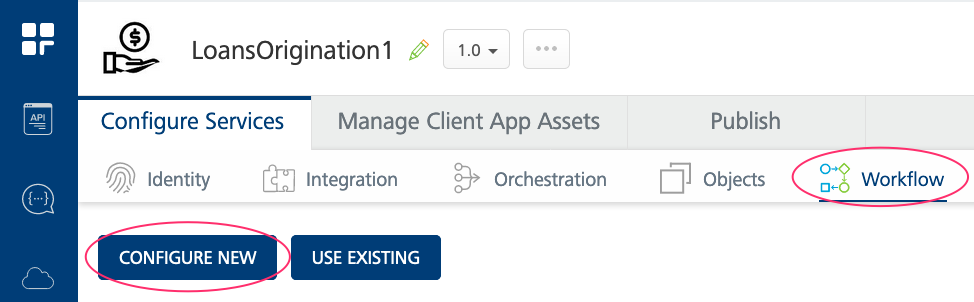 LoansOrigination1 1.0
API
Configure Services Manage Client App Assets Publish
Identity Integration Orchestration Objects Workflow
{...}
CONFIGURE NEW USE EXISTING